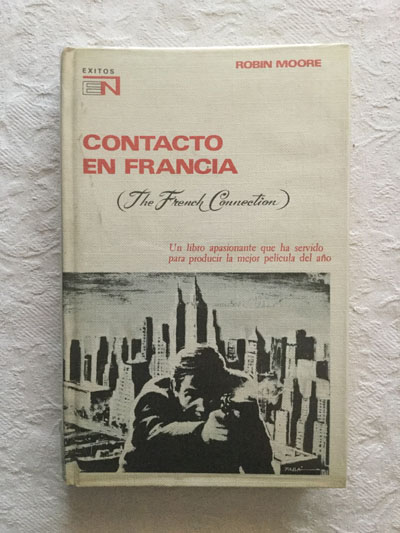 EXITOS
EN
ROBIN MOORE
CONTACTO
EN FRANCIA
(The French Connection)
Un libro apasionante que ha servido
para producir la mejor película del año